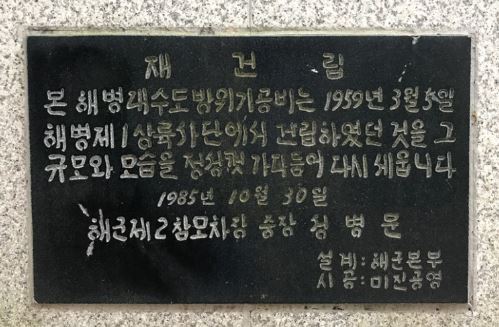 재 건 립
본 해병대수도방위기공비는 1959년 3월 5일
해병제1상륙사단에서 건립하였던 것을 그
규모와 모습을 정성껏 가다듬어 다시 세웁니다
1985년 10월 30일
해군제2참모차장 중장 성 병 문
설계:해군본부
시공:미진공영